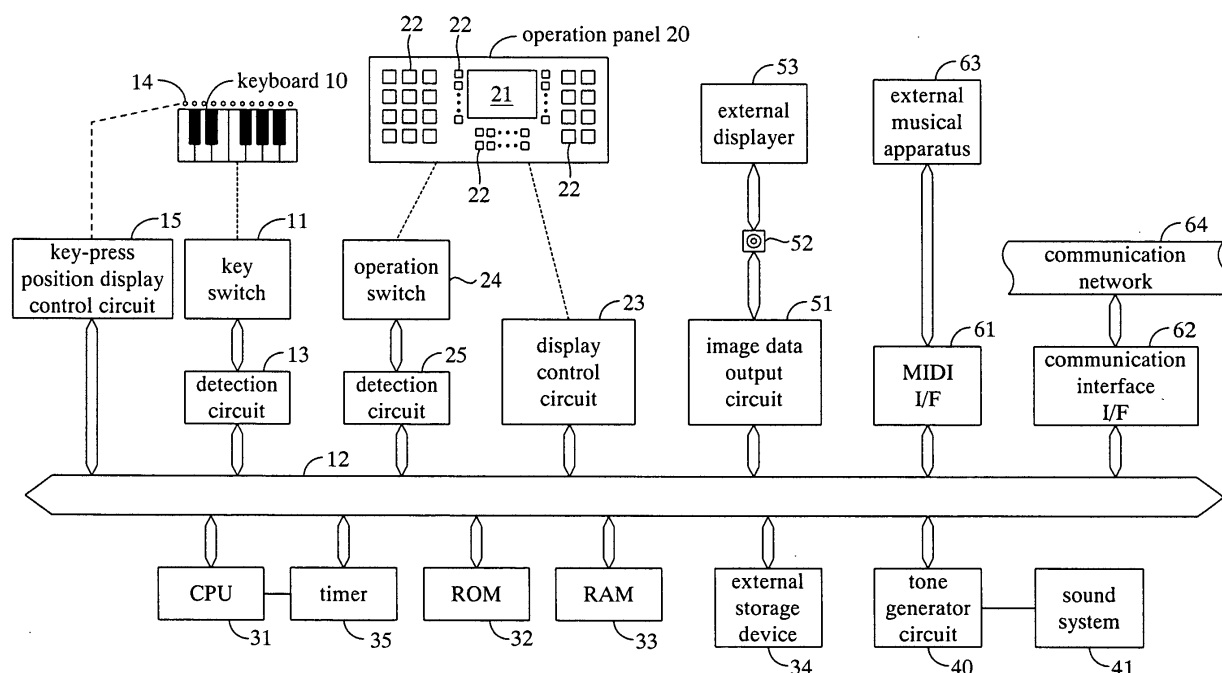 operation panel 20
22
22
14
keyboard 10
21
22
22
53
external
displayer
63
external
musical
apparatus
15
key-press
position display
control circuit
11
key
switch
operation
switch
24
52
64
communication
network
23
display
control
circuit
51
image data
output
circuit
61
MIDI
I/F
62
communication
interface
I/F
13
detection
circuit
25
detection
circuit
12
CPU
31
timer
35
ROM
32
RAM
33
external
storage
device
34
tone
generator
circuit
40
sound
system
41